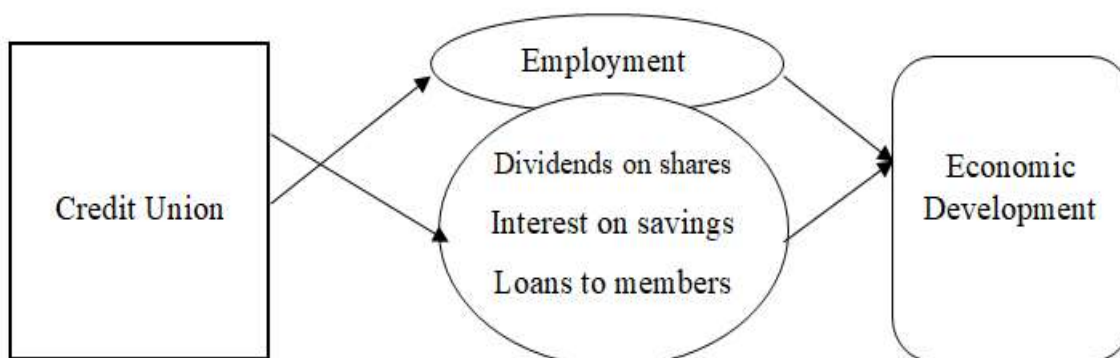 Credit Union
Employment
Dividends on shares
Interest on savings
Loans to members
Economic
Development